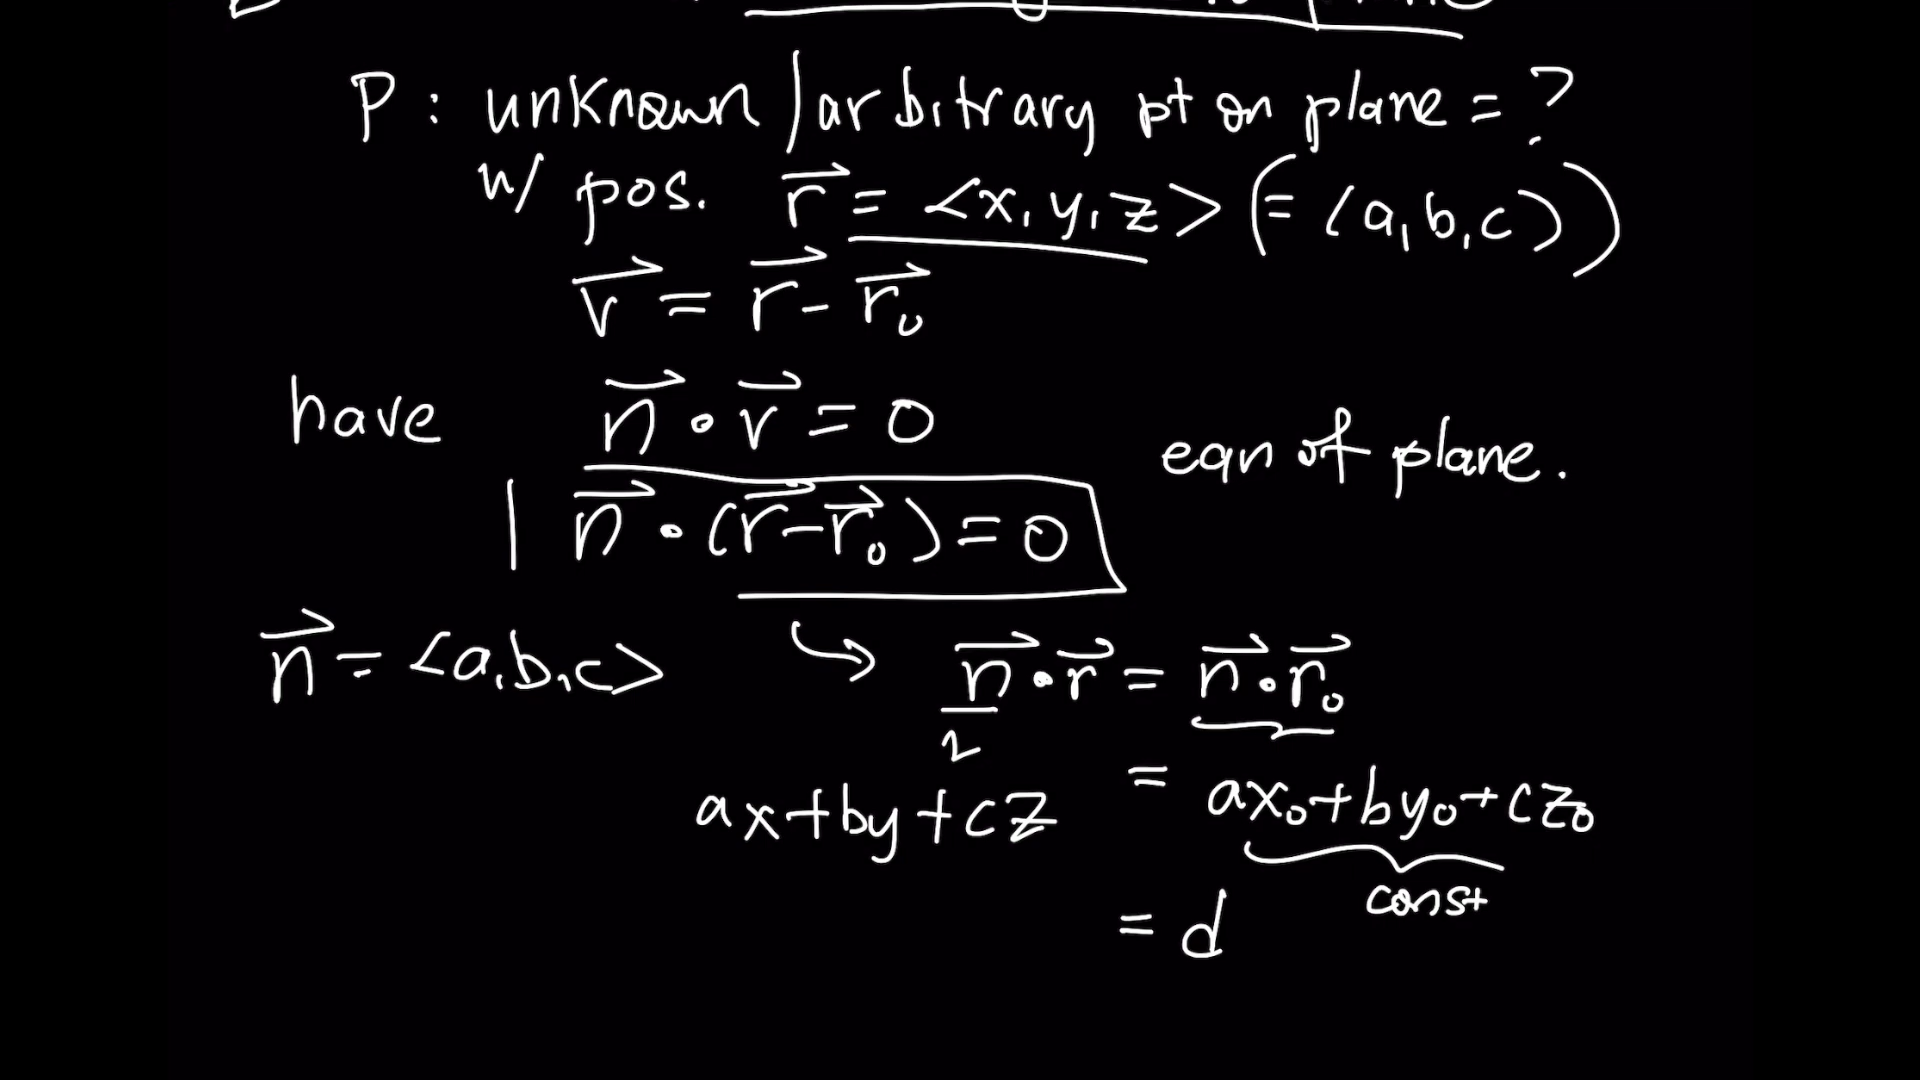 P : unknown / arbitrary pt on plane = ?
w/ pos. r⃗ = <x, y, z> (= (a, b, c))
v⃗ = r⃗ - r⃗₀
have n⃗ • v⃗ = 0
eqn of plane.
n⃗ • (r⃗ - r⃗₀) = 0
n⃗ = <a, b, c>
n⃗ • r⃗ = n⃗ • r⃗₀
ax + by + cz = ax₀ + by₀ + cz₀
const
= d